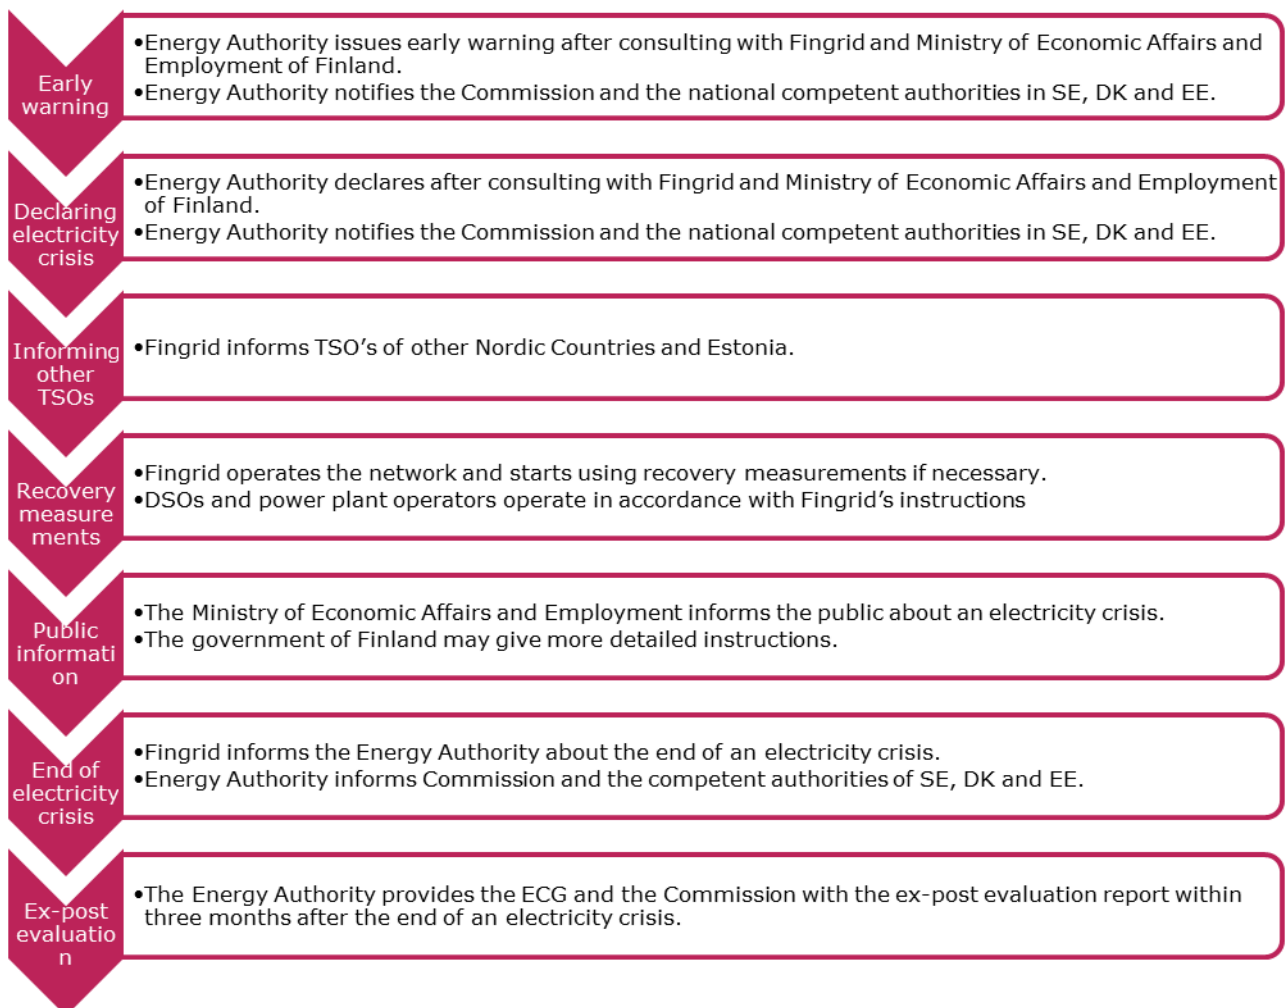 Early
warning
•Energy Authority issues early warning after consulting with Fingrid and Ministry of Economic Affairs and
Employment of Finland.
•Energy Authority notifies the Commission and the national competent authorities in SE, DK and EE.
Declaring
electricity
crisis
•Energy Authority declares after consulting with Fingrid and Ministry of Economic Affairs and Employment
of Finland.
•Energy Authority notifies the Commission and the national competent authorities in SE, DK and EE.
Informing
other
TSOs
•Fingrid informs TSO’s of other Nordic Countries and Estonia.
Recovery
measure
ments
•Fingrid operates the network and starts using recovery measurements if necessary.
•DSOs and power plant operators operate in accordance with Fingrid’s instructions
Public
informati
on
•The Ministry of Economic Affairs and Employment informs the public about an electricity crisis.
•The government of Finland may give more detailed instructions.
End of
electricity
crisis
•Fingrid informs the Energy Authority about the end of an electricity crisis.
•Energy Authority informs Commission and the competent authorities of SE, DK and EE.
Ex-post
evaluatio
n
•The Energy Authority provides the ECG and the Commission with the ex-post evaluation report within
three months after the end of an electricity crisis.